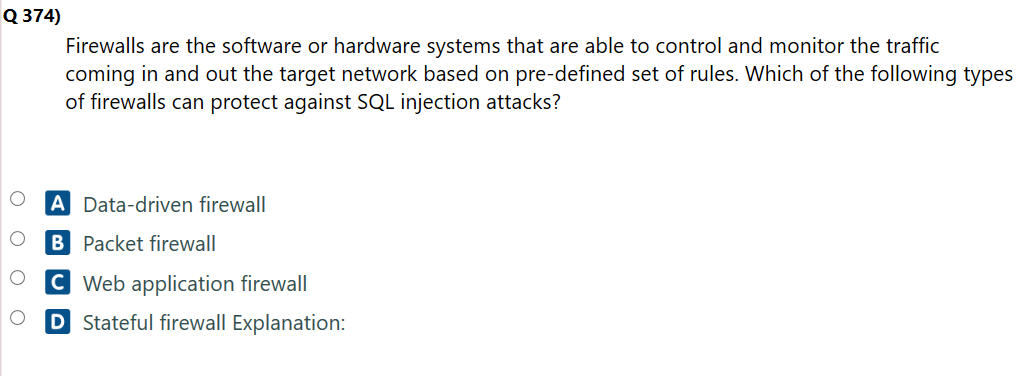 Q 374)
Firewalls are the software or hardware systems that are able to control and monitor the traffic
coming in and out the target network based on pre-defined set of rules. Which of the following types
of firewalls can protect against SQL injection attacks?
A Data-driven firewall
B Packet firewall
C Web application firewall
D Stateful firewall Explanation: